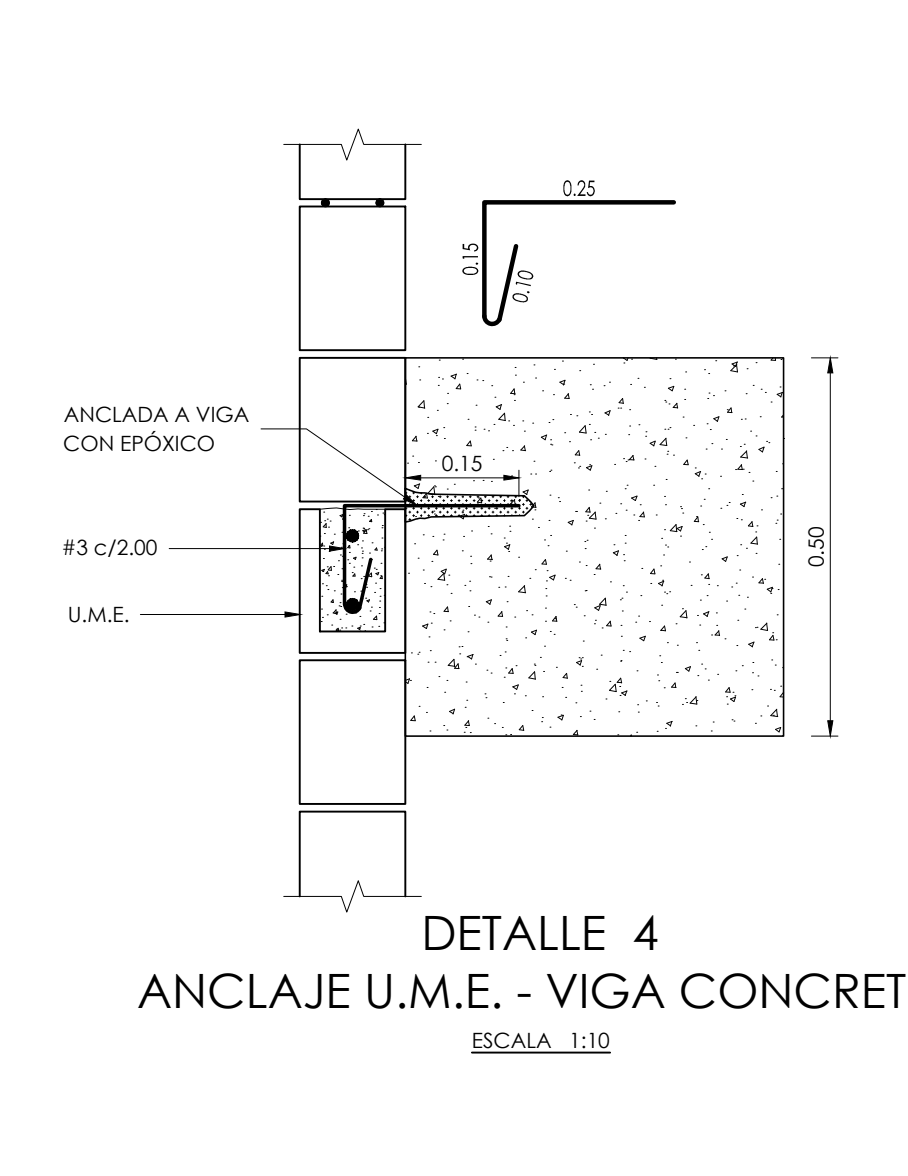 0.25
0.15
0.10
ANCLADA A VIGA
CON EPÓXICO
0.15
#3 c/2.00
0.50
U.M.E.
DETALLE 4
ANCLAJE U.M.E. - VIGA CONCRET
ESCALA 1:10